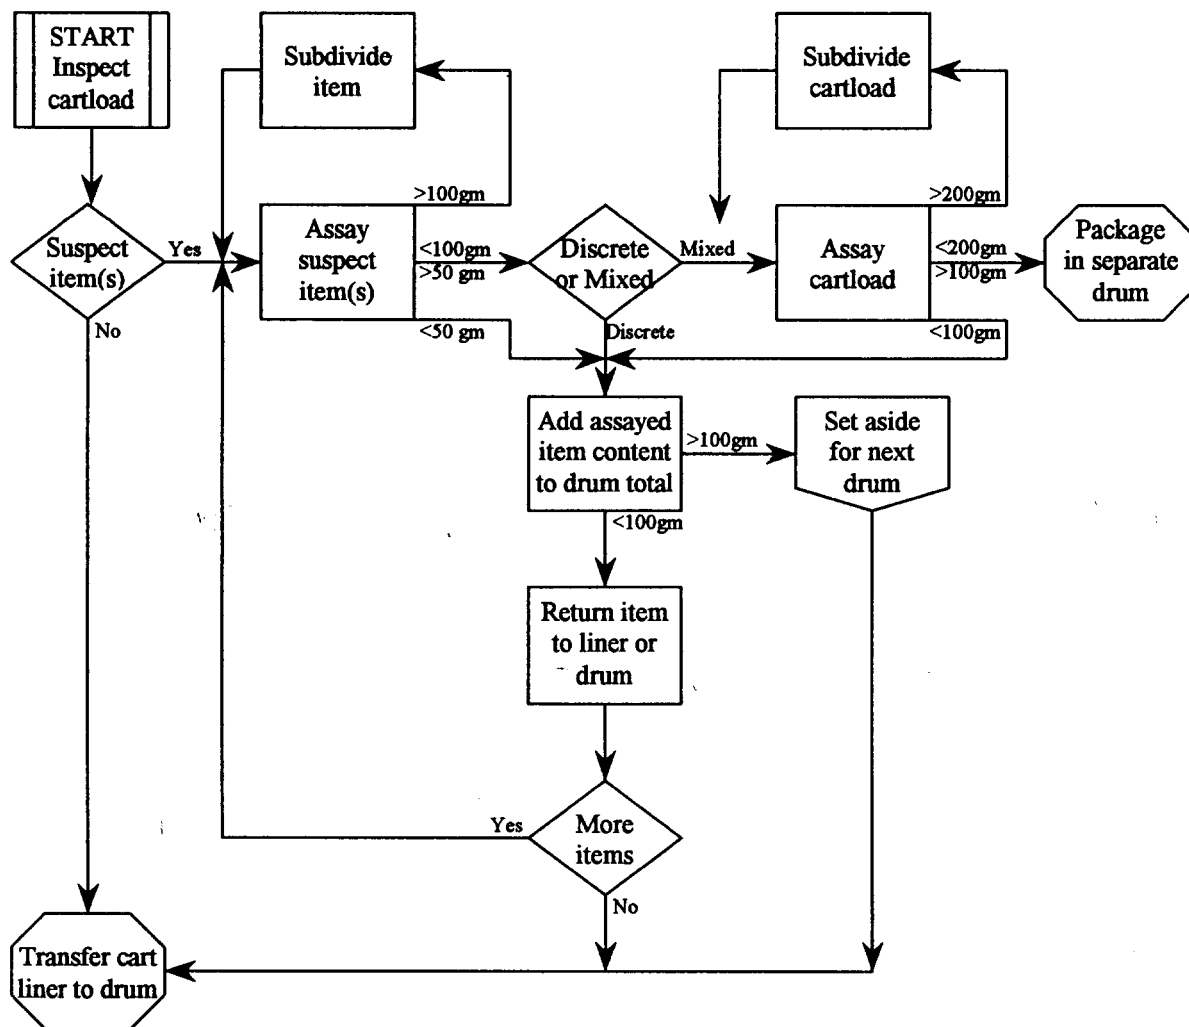 START
Inspect
cartload
Subdivide
item
Subdivide
cartload
>100gm
>200gm
Suspect
item(s)
Yes
No
Assay
suspect
item(s)
<100gm
>50 gm
<50 gm
Discrete
or Mixed
Mixed
Discrete
Assay
cartload
<200gm
>100gm
<100gm
Package
in separate
drum
Add assayed
item content
to drum total
>100gm
<100gm
Set aside
for next
drum
Return item
to liner or
drum
More
items
Yes
No
Transfer cart
liner to drum